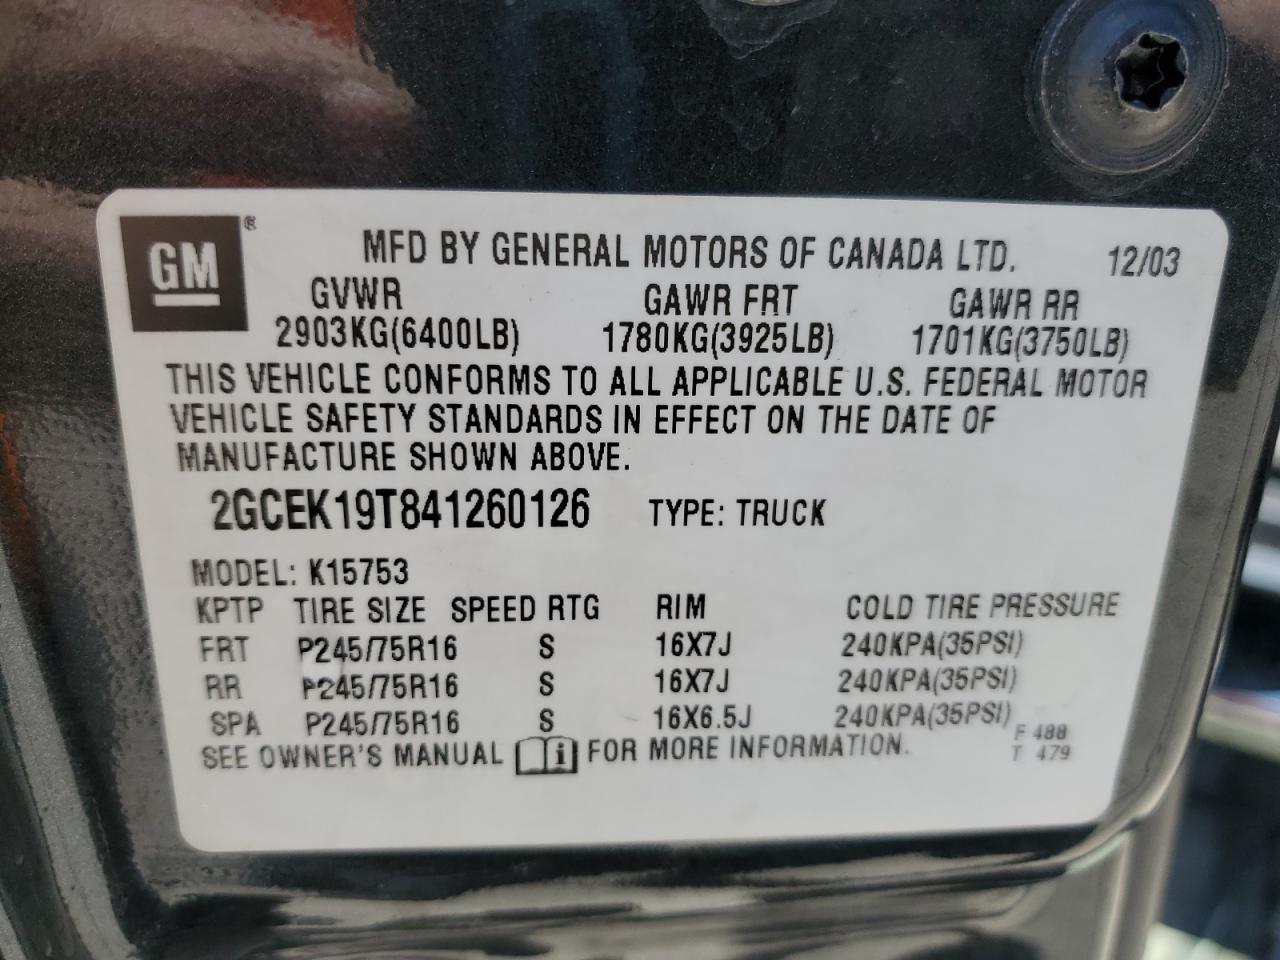 GM ®
MFD BY GENERAL MOTORS OF CANADA LTD. 12/03
GVWR GAWR FRT GAWR RR
2903KG(6400LB) 1780KG(3925LB) 1701KG(3750LB)
THIS VEHICLE CONFORMS TO ALL APPLICABLE U.S. FEDERAL MOTOR
VEHICLE SAFETY STANDARDS IN EFFECT ON THE DATE OF
MANUFACTURE SHOWN ABOVE.
2GCEK19T841260126 TYPE: TRUCK
MODEL: K15753
KPTP TIRE SIZE SPEED RTG RIM COLD TIRE PRESSURE
FRT P245/75R16 S 16X7J 240KPA(35PSI)
RR P245/75R16 S 16X7J 240KPA(35PSI)
SPA P245/75R16 S 16X6.5J 240KPA(35PSI)
F 488
SEE OWNER'S MANUAL i FOR MORE INFORMATION.
T 479